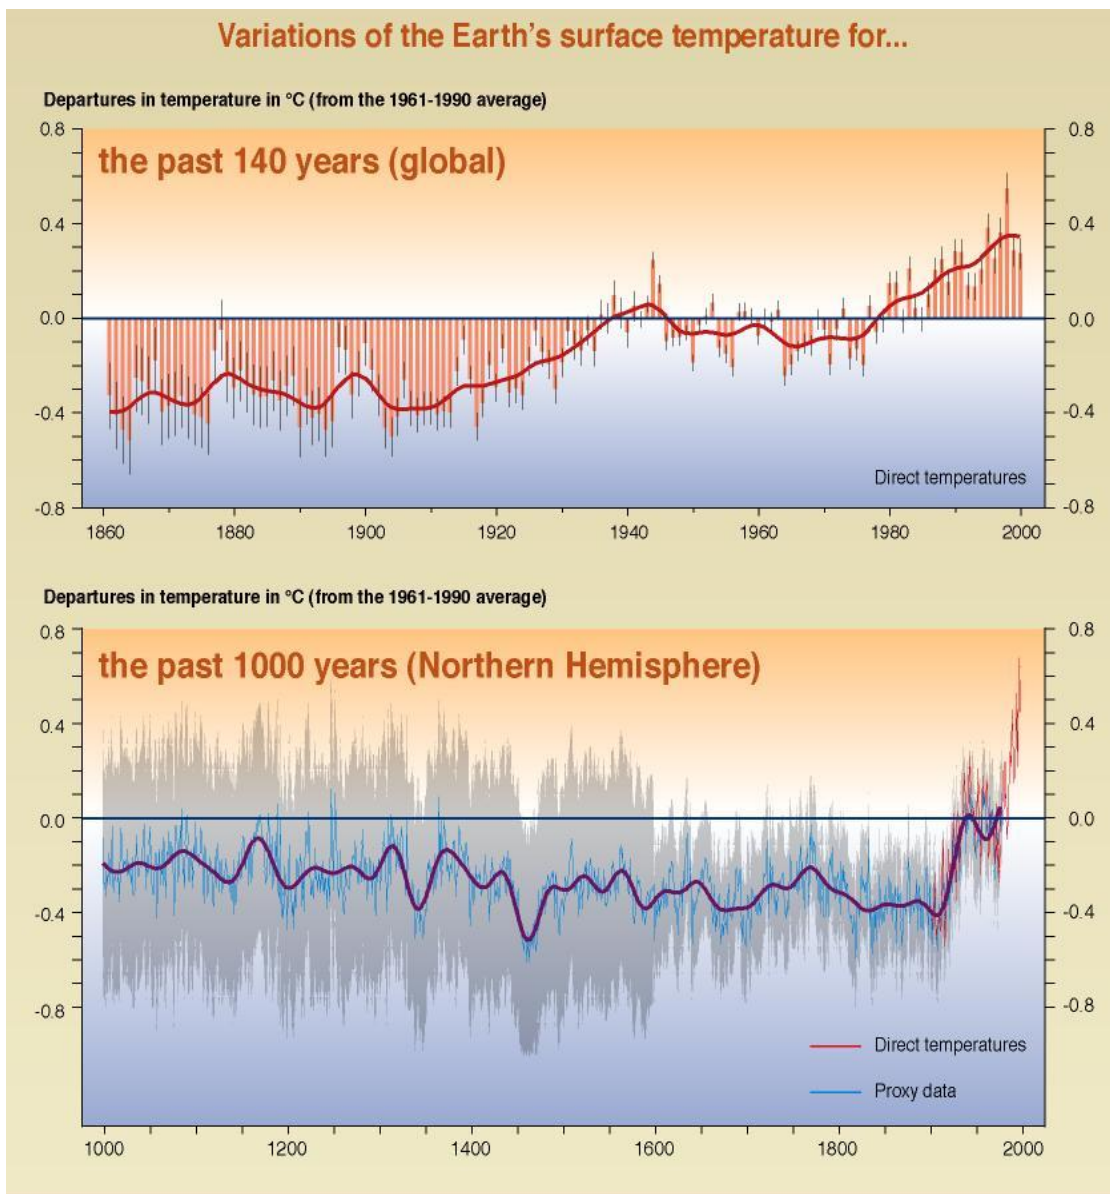 Variations of the Earth's surface temperature for...
Departures in temperature in °C (from the 1961-1990 average)
the past 140 years (global)
0.8 0.8
0.4 0.4
0.0 0.0
-0.4 -0.4
Direct temperatures
-0.8 -0.8
1860 1880 1900 1920 1940 1960 1980 2000
Departures in temperature in °C (from the 1961-1990 average)
the past 1000 years (Northern Hemisphere)
0.8 0.8
0.4 0.4
0.0 0.0
-0.4 -0.4
-0.8 -0.8
Direct temperatures
Proxy data
1000 1200 1400 1600 1800 2000